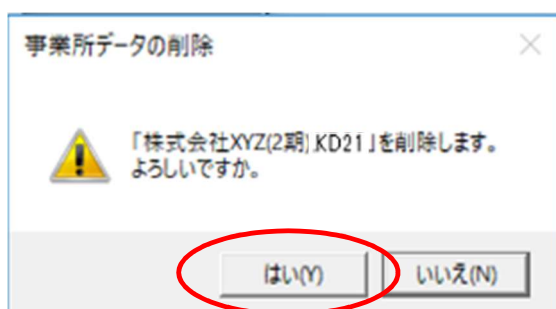 事業所データの削除
「株式会社XYZ(2期).KD21」を削除します。
よろしいですか。
はい(Y)
いいえ(N)